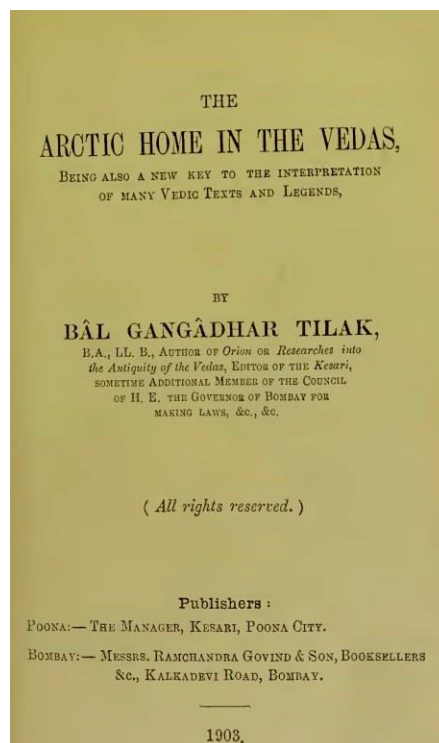 THE
ARCTIC HOME IN THE VEDAS,
BEING ALSO A NEW KEY TO THE INTERPRETATION
OF MANY VEDIC TEXTS AND LEGENDS,
BY
BÂL GANGÂDHAR TILAK,
B.A., LL. B., AUTHOR OF Orion OR Researches into
the Antiquity of the Vedas, EDITOR OF THE Kesari,
SOMETIME ADDITIONAL MEMBER OF THE COUNCIL
OF H. E. THE GOVERNOR OF BOMBAY FOR
MAKING LAWS, &c., &c.
( All rights reserved. )
Publishers :
POONA:— THE MANAGER, KESARI, POONA CITY.
BOMBAY:— MESSRS. RAMCHANDRA GOVIND & SON, BOOKSELLERS
&c., KALKADEVI ROAD, BOMBAY.
1903.